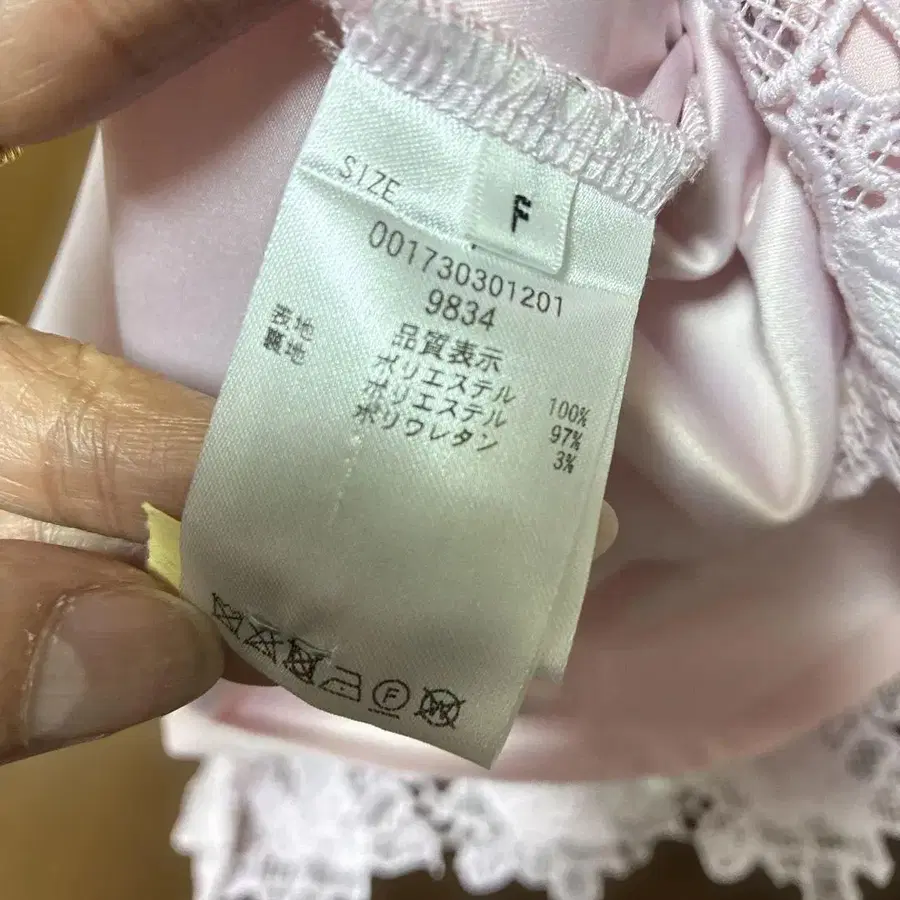 SIZE F
001730301201
9834
品質表示
表地 ポリエステル 100%
裏地 ポリエステル 97%
ポリウレタン 3%
F
W